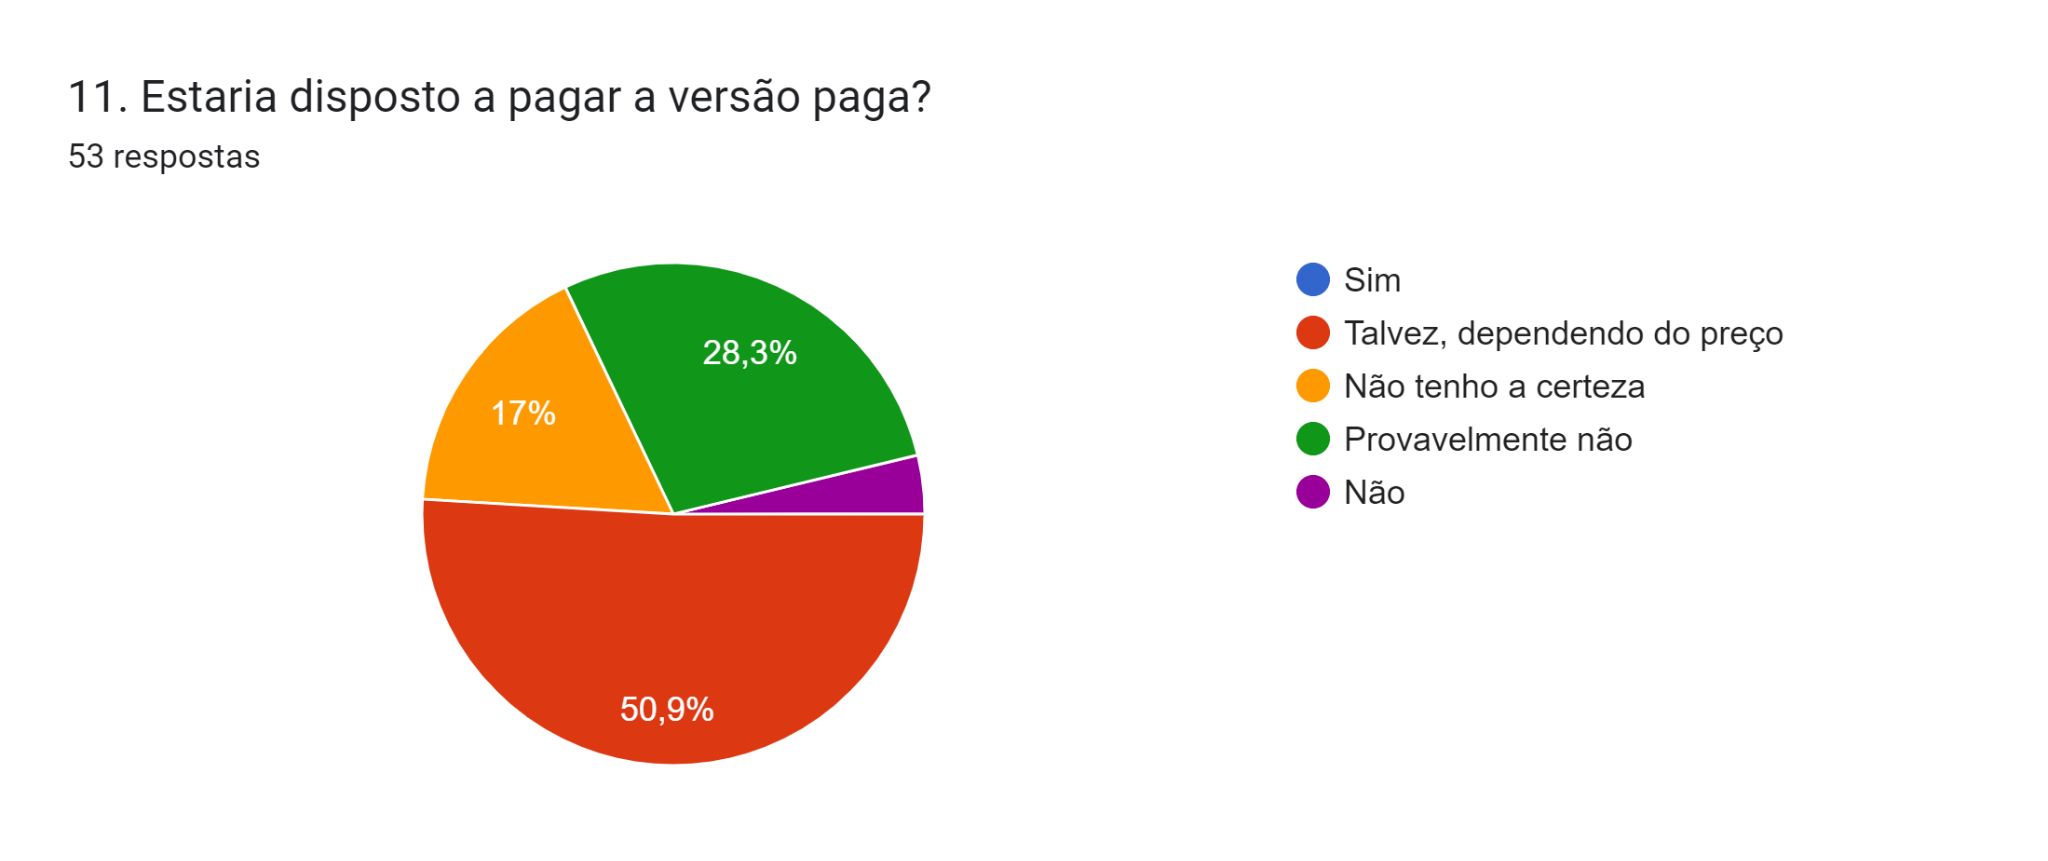 11. Estaria disposto a pagar a versão paga?
53 respostas
28,3%
17%
50,9%
Sim
Talvez, dependendo do preço
Não tenho a certeza
Provavelmente não
Não